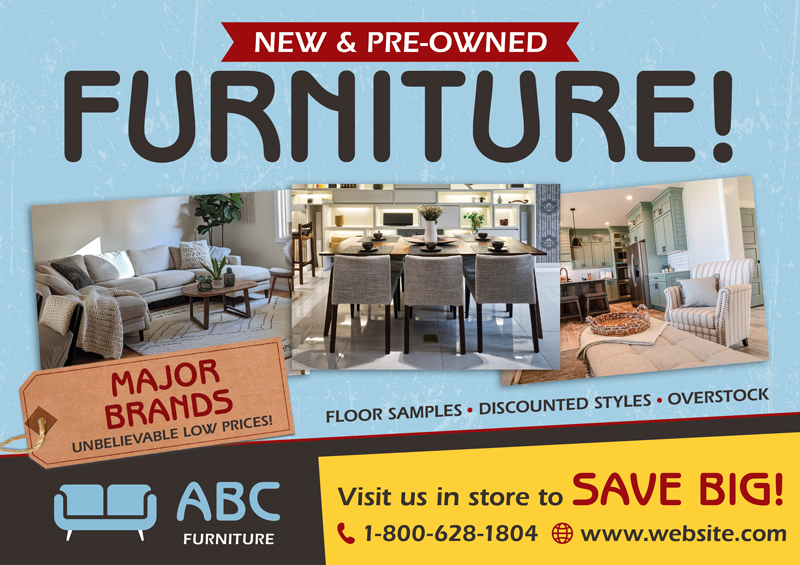 NEW & PRE-OWNED
FURNITURE!
MAJOR
BRANDS
UNBELIEVABLE LOW PRICES!
FLOOR SAMPLES • DISCOUNTED STYLES • OVERSTOCK
ABC
FURNITURE
Visit us in store to SAVE BIG!
1-800-628-1804 www.website.com